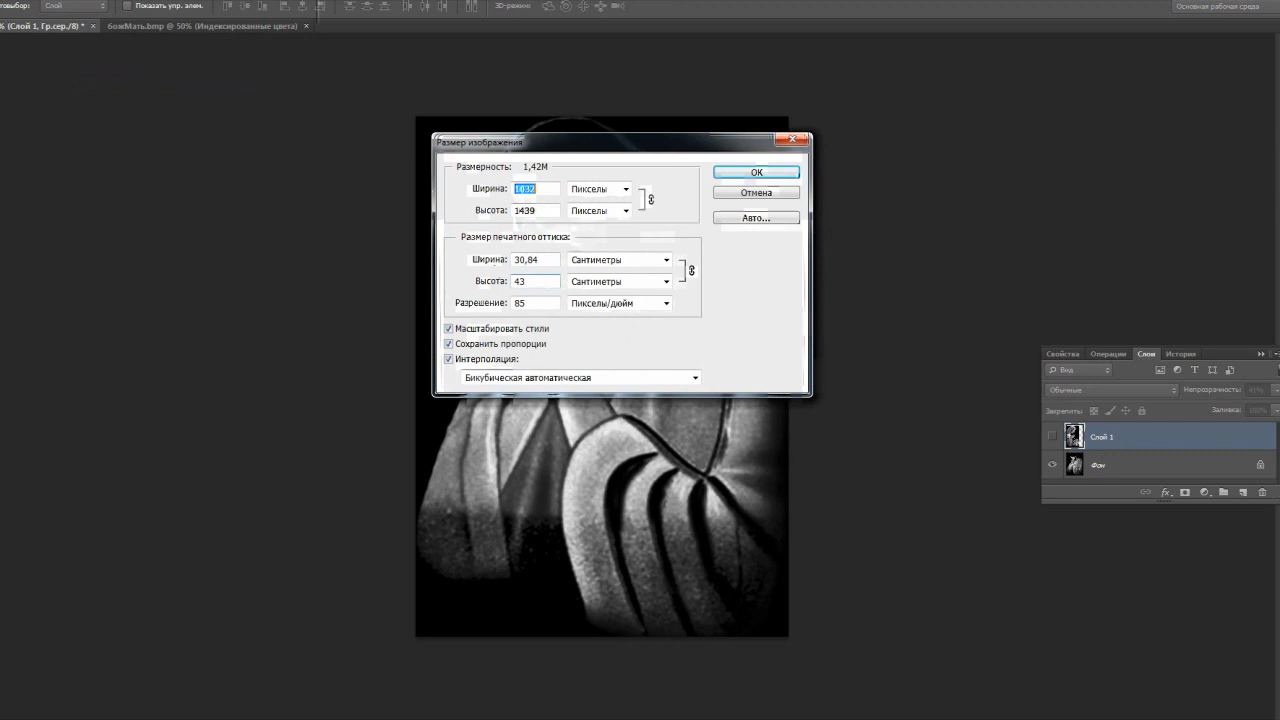 втовыбор: Слой Показать упр. элем. 3D-режим: Основная рабочая среда
% (Слой 1, Гр.сер./8) * × божМать.bmp @ 50% (Индексированные цвета) ×
Размер изображения
Размерность: 1,42M
Ширина: 1032 Пикселы
Высота: 1439 Пикселы
Размер печатного оттиска:
Ширина: 30,84 Сантиметры
Высота: 43 Сантиметры
Разрешение: 85 Пикселы/дюйм
Масштабировать стили
Сохранить пропорции
Интерполяция:
Бикубическая автоматическая
OK
Отмена
Авто...
Свойства Операции Слои История
Вид
Обычные Непрозрачность: 41%
Закрепить: Заливка: 100%
Слой 1
Фон